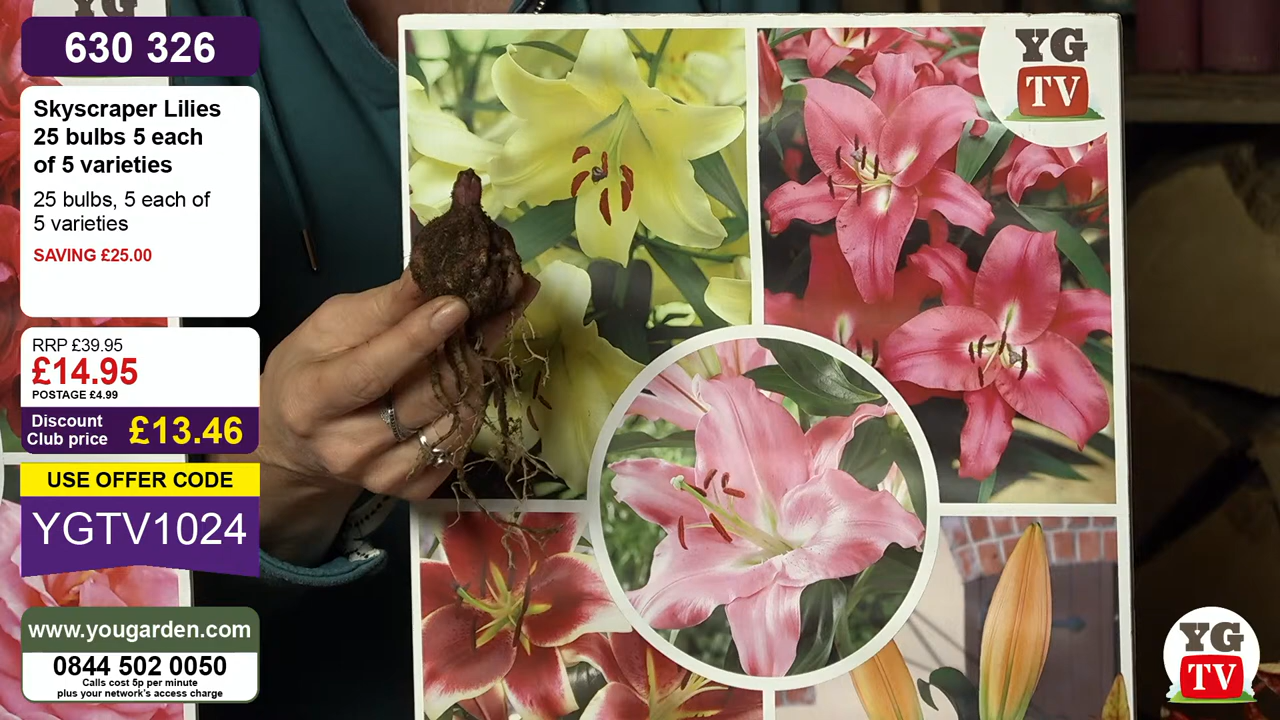 630 326
Skyscraper Lilies
25 bulbs 5 each
of 5 varieties
25 bulbs, 5 each of
5 varieties
SAVING £25.00
RRP £39.95
£14.95
POSTAGE £4.99
Discount
Club price
£13.46
USE OFFER CODE
YGTV1024
www.yougarden.com
0844 502 0050
Calls cost 5p per minute
plus your network's access charge
YG
TV
YG
TV